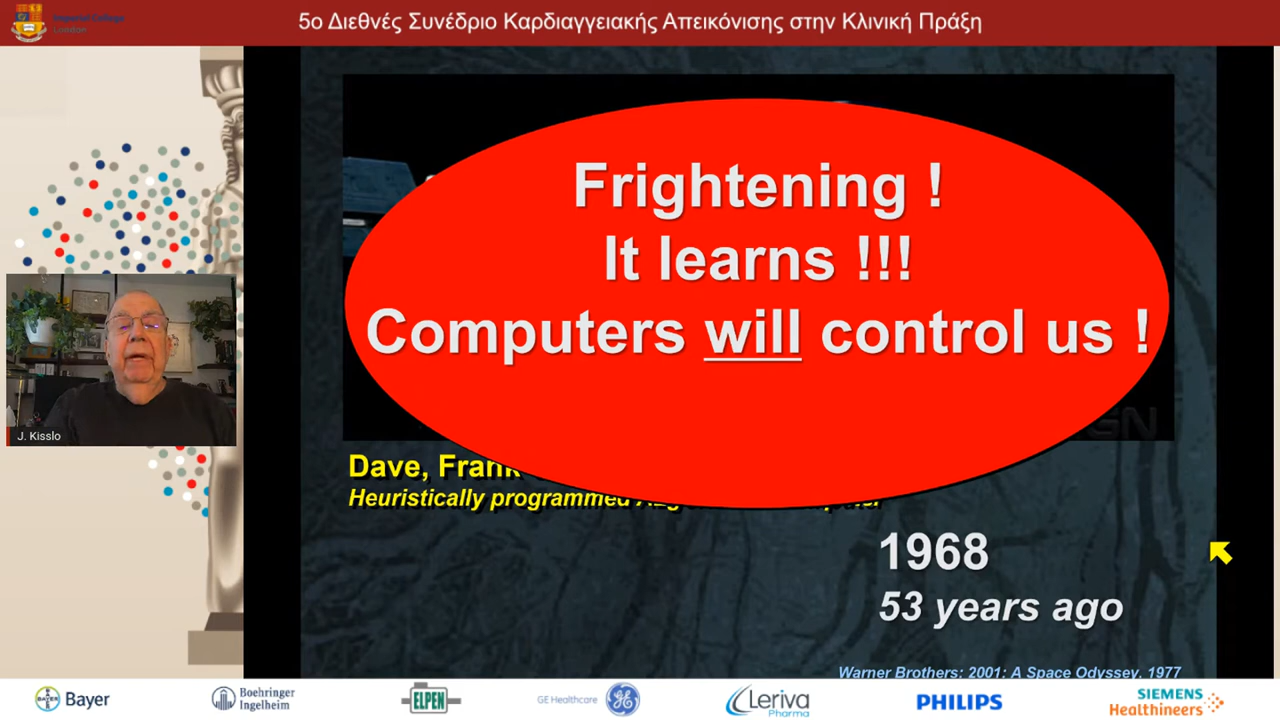 Imperial College
London
5ο Διεθνές Συνέδριο Καρδιαγγειακής Απεικόνισης στην Κλινική Πράξη
Frightening !
It learns !!!
Computers will control us !
GN
Dave, Frank
Heuristically programmed
1968
53 years ago
Warner Brothers: 2001: A Space Odyssey, 1977
J. Kisslo
BAYER
Bayer
Boehringer
Ingelheim
ELPEN
GE Healthcare
Leriva
Pharma
PHILIPS
SIEMENS
Healthineers